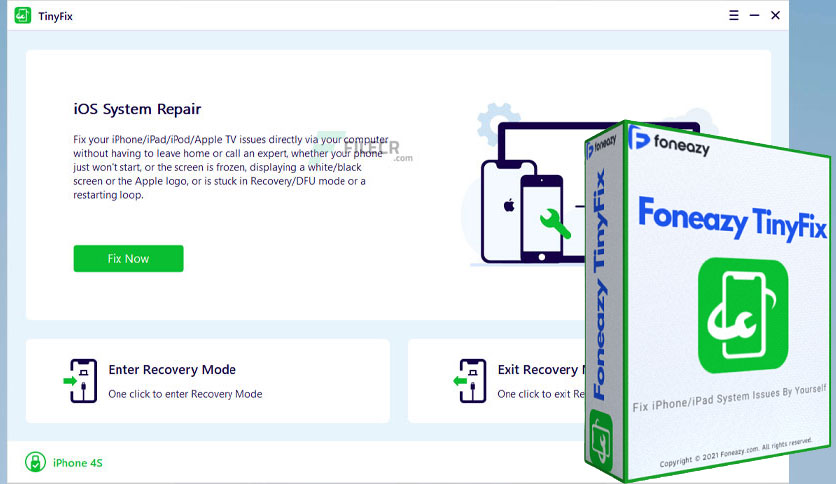 TinyFix
iOS System Repair
Fix your iPhone/iPad/iPod/Apple TV issues directly via your computer
without having to leave home or call an expert, whether your phone
just won't start, or the screen is frozen, displaying a white/black
screen or the Apple logo, or is stuck in Recovery/DFU mode or a
restarting loop.
FILECR
.com
Fix Now
Enter Recovery Mode
One click to enter Recovery Mode
Exit Recovery
One click to exit Re
iPhone 4S
foneazy
Foneazy TinyFix
foneazy
Foneazy TinyFix
Fix iPhone/iPad System Issues By Yourself
Copyright © 2021 Foneazy.com. All rights reserved.